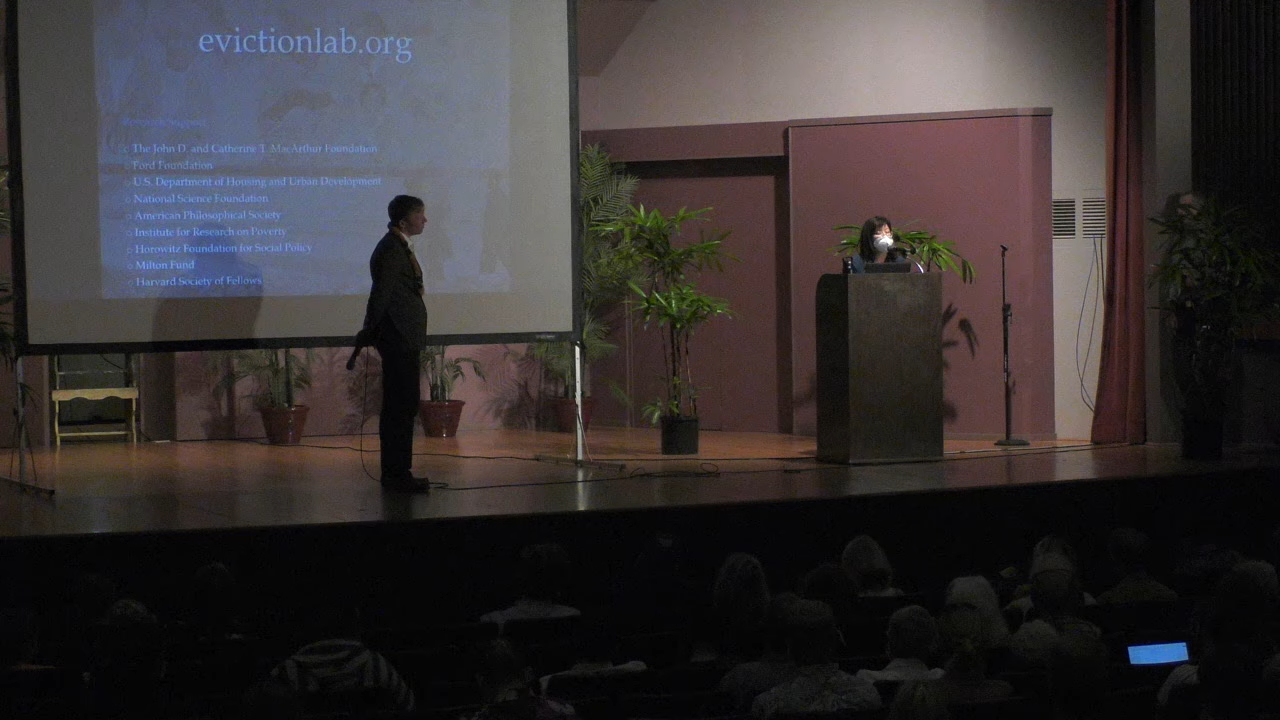 evictionlab.org
Research Support
○ The John D. and Catherine T. MacArthur Foundation
○ Ford Foundation
○ U.S. Department of Housing and Urban Development
○ National Science Foundation
○ American Philosophical Society
○ Institute for Research on Poverty
○ Horowitz Foundation for Social Policy
○ Milton Fund
○ Harvard Society of Fellows